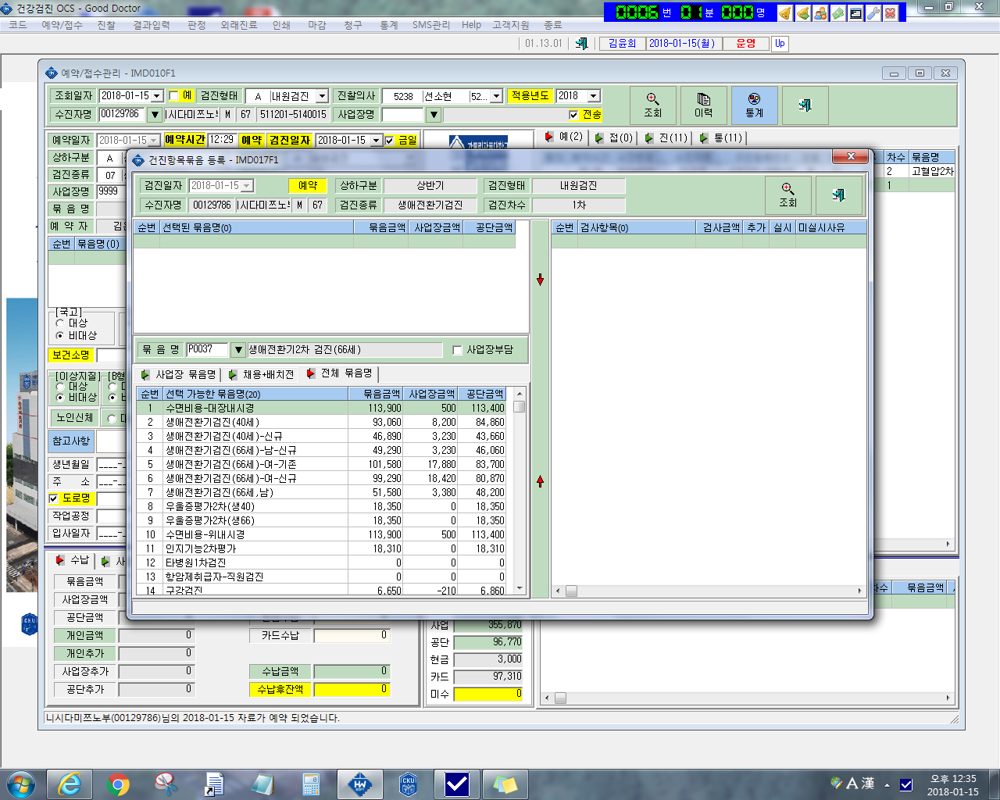 건강검진 OCS - Good Doctor
0006 번 01 분 000 명
코드 예약/접수 진찰 결과입력 판정 외래진료 인쇄 마감 청구 통계 SMS관리 Help 고객지원 종료
01.13.01 김윤희 2018-01-15(월) 운영 Up
예약/접수관리 - IMD010F1
조회일자 2018-01-15 예 검진형태 A 내원검진 진찰의사 5238 선소현 52... 적용년도 2018 조회 이력 통계
수진자명 00129786 시다미쯔노 M 67 511201-5140015 사업장명 전송
예약일자 2018-01-15 예약시간 12:29 예약 검진일자 2018-01-15 금일 예(2) 접(0) 진(11) 통(11)
상하구분 A
차수 묶음명
검진종류 07
2 고혈압2차
사업장명 9999
1
묶 음 명
예 약 자
순번 묶음명(0)
[국고]
대상
비대상
보건소명
[이상지질] [B형
대상
비대상
노인신체
참고사항
생년월일 ____-_
주 소 ___-_
도로명
작업공정
입사일자 ____-_
건진항목묶음 등록 - IMD017F1
검진일자 2018-01-15 예약 상하구분 상반기 검진형태 내원검진 조회
수진자명 00129786 시다미쯔노 M 67 검진종류 생애전환기검진 검진차수 1차
순번 선택된 묶음명(0) 묶음금액 사업장금액 공단금액
순번 검사항목(0) 검사금액 추가 실시 미실시사유
묶 음 명 P0037 생애전환기2차 검진(66세) 사업장부담
사업장 묶음명 채용+배치전 전체 묶음명
순번 선택 가능한 묶음명(20) 묶음금액 사업장금액 공단금액
1 수면비용-대장내시경 113,900 500 113,400
2 생애전환기검진(40세) 93,060 8,200 84,860
3 생애전환기검진(40세)-신규 46,890 3,230 43,660
4 생애전환기검진(66세)-남-신규 49,290 3,230 46,060
5 생애전환기검진(66세)-여-기존 101,580 17,880 83,700
6 생애전환기검진(66세)-여-신규 99,290 18,420 80,870
7 생애전환기검진(66세,남) 51,580 3,380 48,200
8 우울증평가2차(생40) 18,350 0 18,350
9 우울증평가2차(생66) 18,350 0 18,350
10 수면비용-위내시경 113,900 500 113,400
11 인지기능2차평가 18,310 0 18,310
12 타병원1차검진 0 0 0
13 항암제취급자-직원검진 0 0 0
14 구강검진 6,650 -210 6,860
수납
묶음금액
사업장금액
공단금액
개인금액 0
개인추가 0
사업장추가 0
공단추가 0
카드수납 0
수납금액 0
수납후잔액 0
사업 355,870
공단 96,770
현금 3,000
카드 97,310
미수 0
차수 묶음금액
니시다미쯔노부(00129786)님의 2018-01-15 자료가 예약 되었습니다.
CKU
A 漢
오후 12:35
2018-01-15